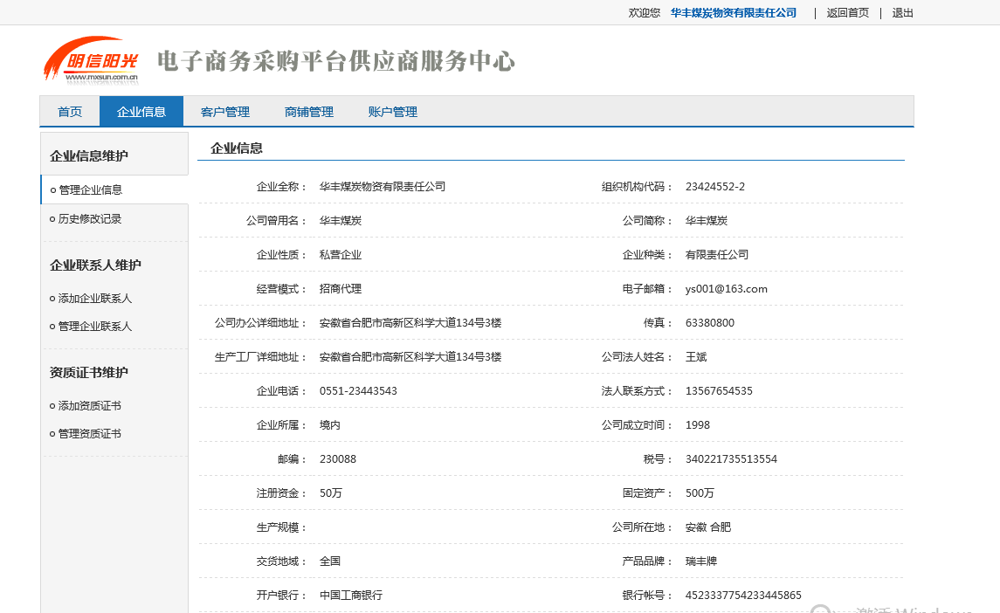 欢迎您 华丰煤炭物资有限责任公司 | 返回首页 | 退出
明信阳光
www.mxsun.com.cn
电子商务采购平台供应商服务中心
首页 企业信息 客户管理 商铺管理 账户管理
企业信息维护
管理企业信息
历史修改记录
企业联系人维护
添加企业联系人
管理企业联系人
资质证书维护
添加资质证书
管理资质证书
企业信息
企业全称： 华丰煤炭物资有限责任公司 组织机构代码： 23424552-2
公司曾用名： 华丰煤炭 公司简称： 华丰煤炭
企业性质： 私营企业 企业种类： 有限责任公司
经营模式： 招商代理 电子邮箱： ys001@163.com
公司办公详细地址： 安徽省合肥市高新区科学大道134号3楼 传真： 63380800
生产工厂详细地址： 安徽省合肥市高新区科学大道134号3楼 公司法人姓名： 王斌
企业电话： 0551-23443543 法人联系方式： 13567654535
企业所属： 境内 公司成立时间： 1998
邮编： 230088 税号： 340221735513554
注册资金： 50万 固定资产： 500万
生产规模： 公司所在地： 安徽 合肥
交货地域： 全国 产品品牌： 瑞丰牌
开户银行： 中国工商银行 银行帐号： 4523337754233445865
激活 Windows